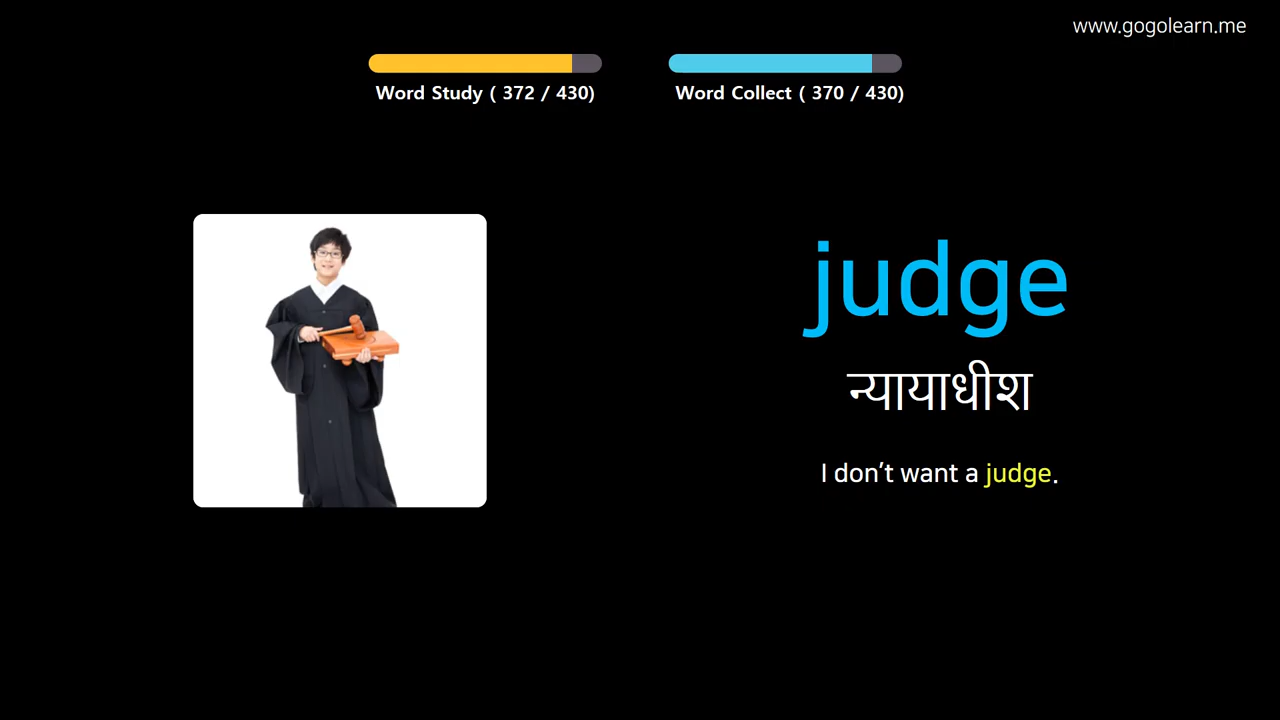 www.gogolearn.me
Word Study ( 372 / 430)
Word Collect ( 370 / 430)
judge
न्यायाधीश
I don’t want a judge.